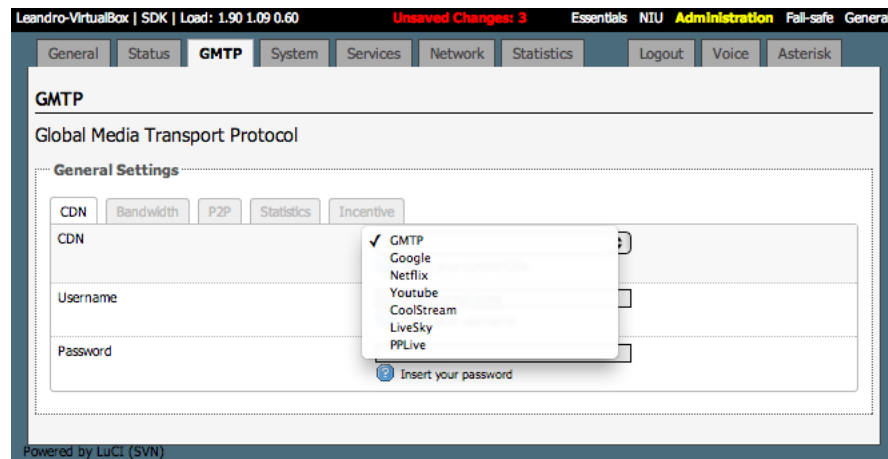 Leandro-VirtualBox | SDK | Load: 1.90 1.09 0.60 Unsaved Changes: 3 Essentials NIU Administration Fail-safe Genera
General Status GMTP System Services Network Statistics Logout Voice Asterisk
GMTP
Global Media Transport Protocol
General Settings
CDN Bandwidth P2P Statistics Incentive
CDN
✓ GMTP
Google
Netflix
Youtube
CoolStream
LiveSky
PPLive
Username
Password
Insert your password
Powered by LuCI (SVN)